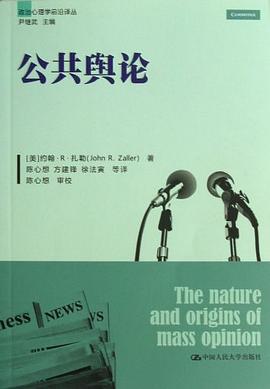 政治心理学前沿译丛
尹继武 主编
CAMBRIDGE
公共舆论
[美]约翰·R·扎勒(John R. Zaller) 著
陈心想 方建锋 徐法寅 等译
陈心想 审校
BUSINESS
NEWS
NEWS
The nature
and origins of
mass opinion
中国人民大学出版社